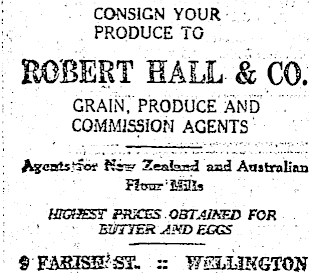 CONSIGN YOUR
PRODUCE TO
ROBERT HALL & CO.
GRAIN, PRODUCE AND
COMMISSION AGENTS
Agents for New Zealand and Australian
Flour Mills
HIGHEST PRICES OBTAINED FOR
BUTTER AND EGGS
9 FARISH ST. :: WELLINGTON